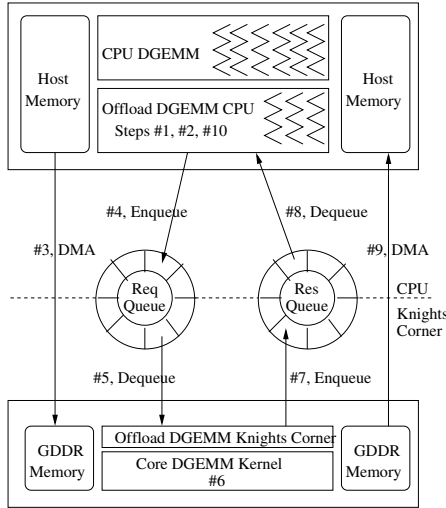 Host
Memory
CPU DGEMM
Offload DGEMM CPU
Steps #1, #2, #10
Host
Memory
#4, Enqueue
#8, Dequeue
#3, DMA
#9, DMA
Req
Queue
Res
Queue
CPU
Knights
Corner
#5, Dequeue
#7, Enqueue
GDDR
Memory
Offload DGEMM Knights Corner
Core DGEMM Kernel
#6
GDDR
Memory